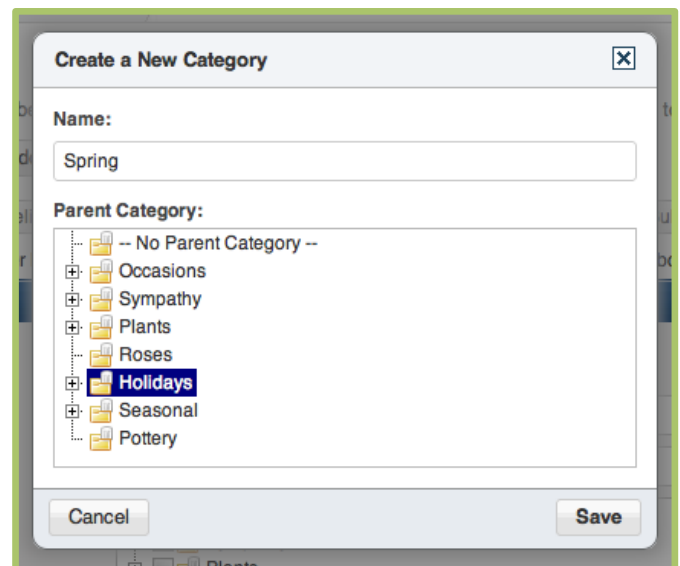 Create a New Category
Name:
Spring
Parent Category:
-- No Parent Category --
Occasions
Sympathy
Plants
Roses
Holidays
Seasonal
Pottery
Cancel
Save